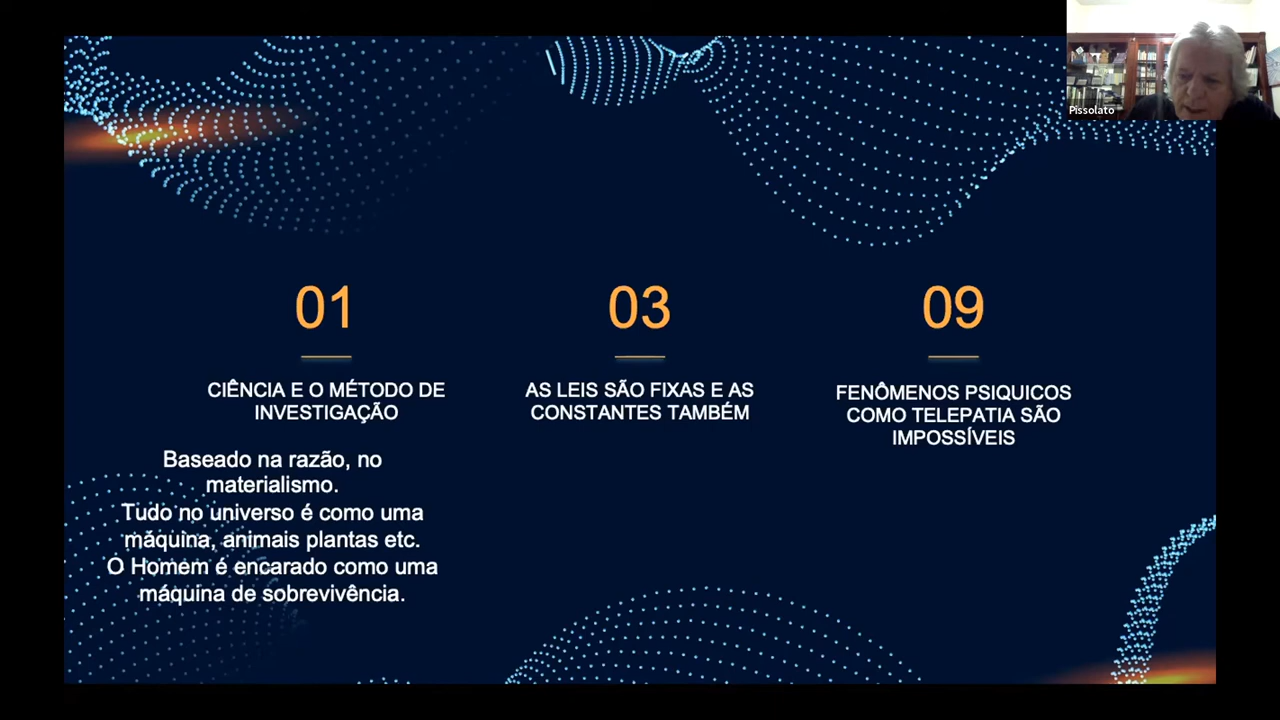 Pissolato
01
CIÊNCIA E O MÉTODO DE
INVESTIGAÇÃO
Baseado na razão, no
materialismo.
Tudo no universo é como uma
máquina, animais plantas etc.
O Homem é encarado como uma
máquina de sobrevivência.
03
AS LEIS SÃO FIXAS E AS
CONSTANTES TAMBÉM
09
FENÔMENOS PSIQUICOS
COMO TELEPATIA SÃO
IMPOSSÍVEIS